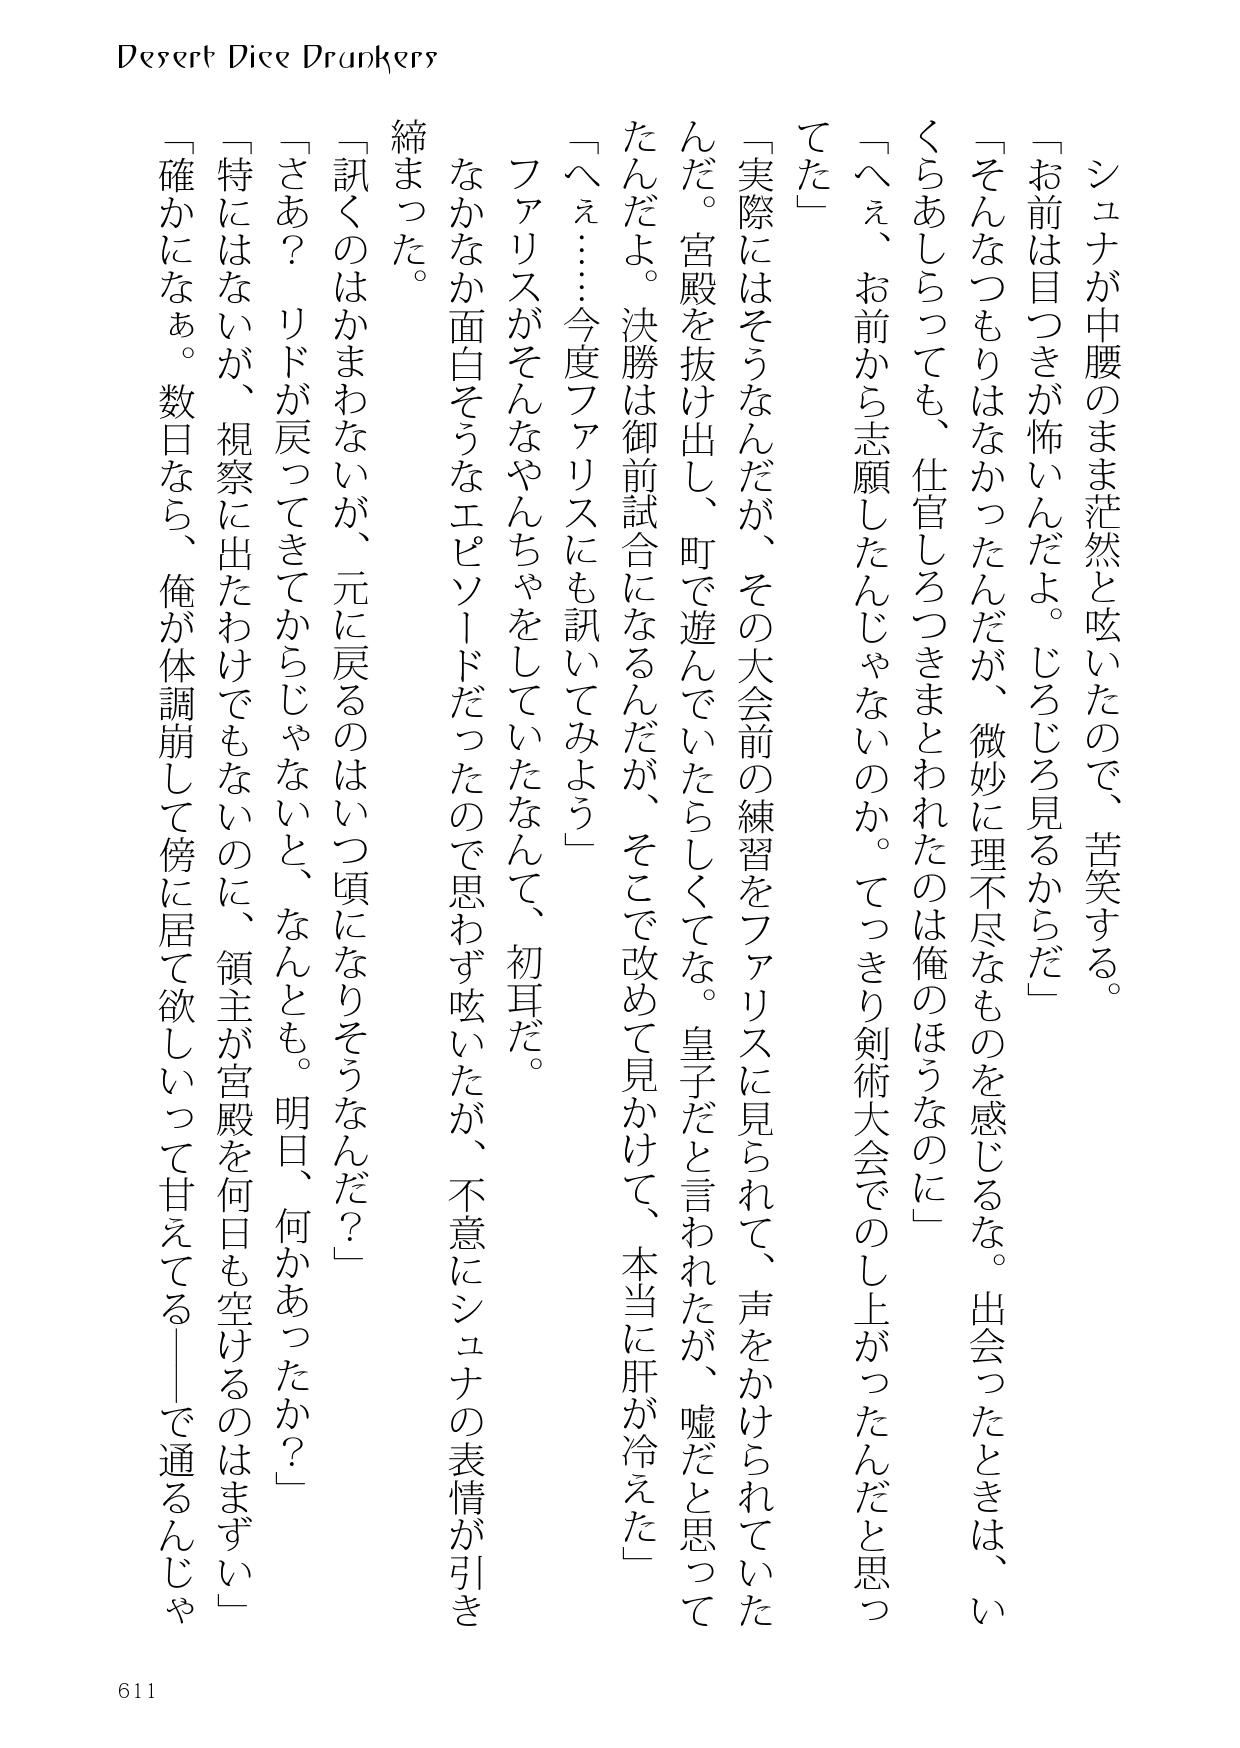 Desert Dice Drunkers
シュナが中腰のまま茫然と呟いたので、苦笑する。
「お前は目つきが怖いんだよ。じろじろ見るからだ」
「そんなつもりはなかったんだが、微妙に理不尽なものを感じるな。出会ったときは、い
くらあしらっても、仕官しろつきまとわれたのは俺のほうなのに」
「へぇ、お前から志願したんじゃないのか。てっきり剣術大会でのし上がったんだと思っ
てた」
「実際にはそうなんだが、その大会前の練習をファリスに見られて、声をかけられていた
んだ。宮殿を抜け出し、町で遊んでいたらしくてな。皇子だと言われたが、嘘だと思って
たんだよ。決勝は御前試合になるんだが、そこで改めて見かけて、本当に肝が冷えた」
「へぇ……今度ファリスにも訊いてみよう」
ファリスがそんなやんちゃをしていたなんて、初耳だ。
なかなか面白そうなエピソードだったので思わず呟いたが、不意にシュナの表情が引き
締まった。
「訊くのはかまわないが、元に戻るのはいつ頃になりそうなんだ？」
「さあ？　リドが戻ってきてからじゃないと、なんとも。明日、何かあったか？」
「特にはないが、視察に出たわけでもないのに、領主が宮殿を何日も空けるのはまずい」
「確かになぁ。数日なら、俺が体調崩して傍に居て欲しいって甘えてる――で通るんじゃ
611